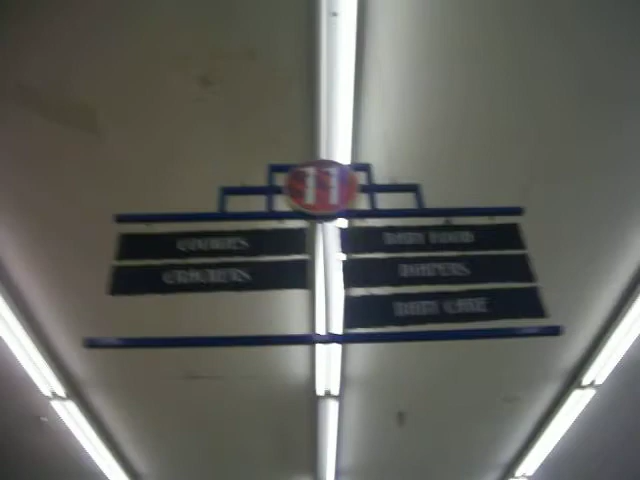 11
COOKIES
CRACKERS
BABY FOOD
DIAPERS
BABY CARE